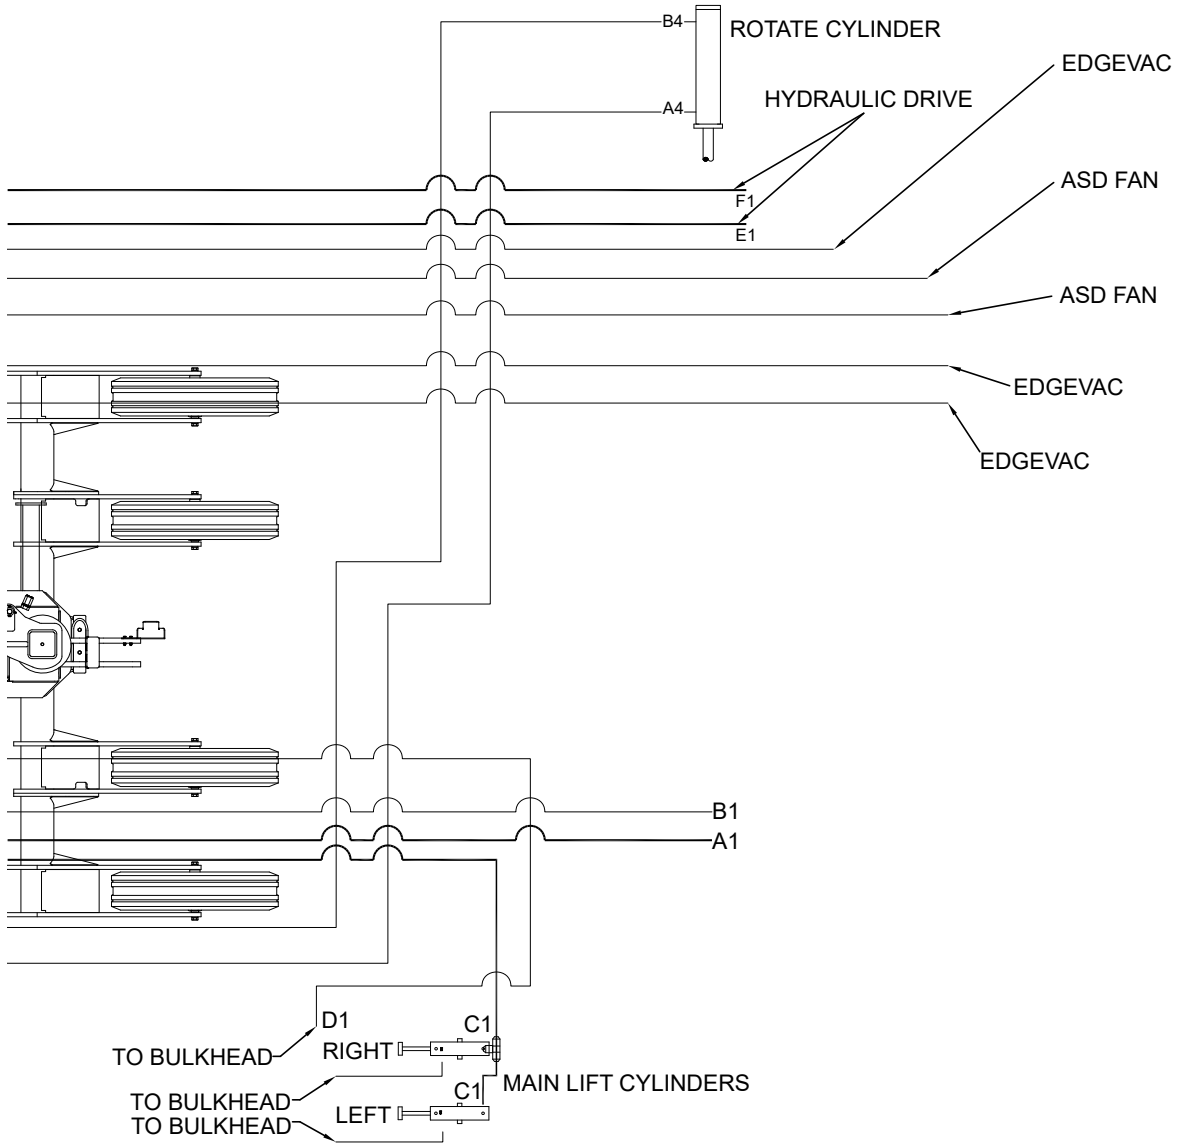 B4
ROTATE CYLINDER
EDGEVAC
HYDRAULIC DRIVE
A4
ASD FAN
F1
E1
ASD FAN
EDGEVAC
EDGEVAC
B1
A1
D1
C1
TO BULKHEAD
RIGHT
MAIN LIFT CYLINDERS
C1
TO BULKHEAD
LEFT
TO BULKHEAD